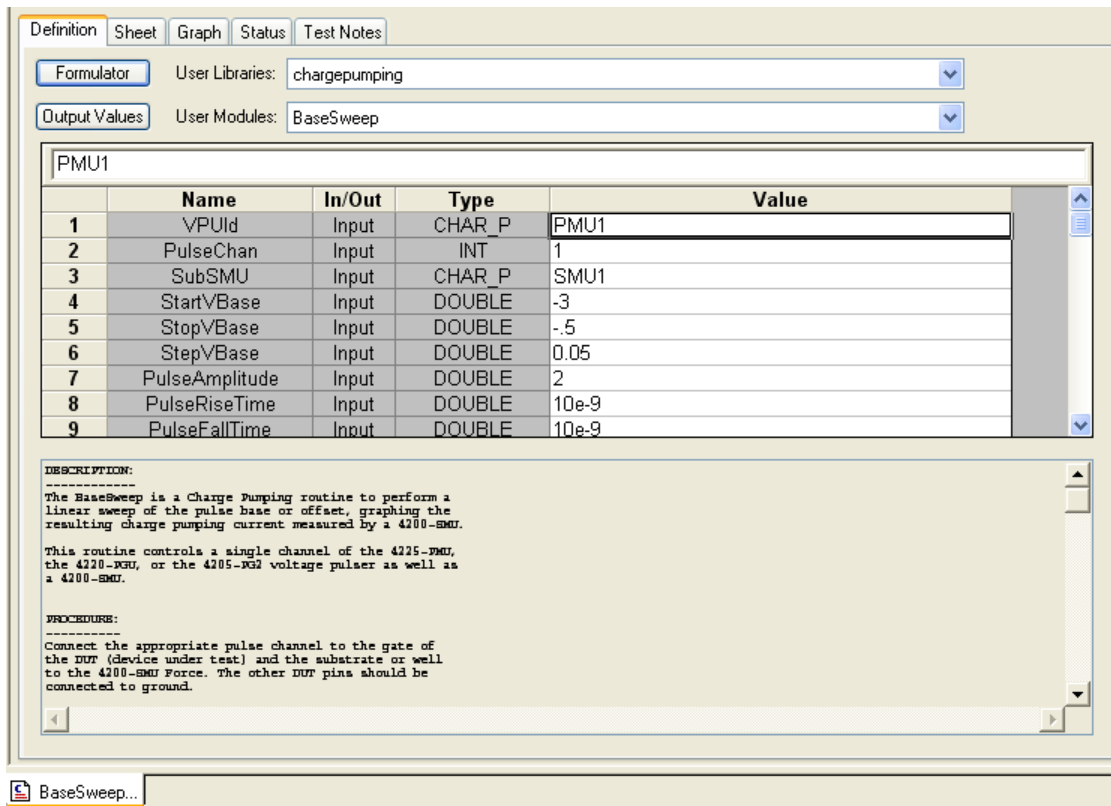 Definition Sheet Graph Status Test Notes
Formulator User Libraries: chargepumping
Output Values User Modules: BaseSweep
PMU1
Name In/Out Type Value
1 VPUId Input CHAR_P PMU1
2 PulseChan Input INT 1
3 SubSMU Input CHAR_P SMU1
4 StartVBase Input DOUBLE -3
5 StopVBase Input DOUBLE -.5
6 StepVBase Input DOUBLE 0.05
7 PulseAmplitude Input DOUBLE 2
8 PulseRiseTime Input DOUBLE 10e-9
9 PulseFallTime Input DOUBLE 10e-9
DESCRIPTION:
------------
The BaseSweep is a Charge Pumping routine to perform a
linear sweep of the pulse base or offset, graphing the
resulting charge pumping current measured by a 4200-SMU.
This routine controls a single channel of the 4225-PMU,
the 4220-PGU, or the 4205-PG2 voltage pulser as well as
a 4200-SMU.
PROCEDURE:
----------
Connect the appropriate pulse channel to the gate of
the DUT (device under test) and the substrate or well
to the 4200-SMU Force. The other DUT pins should be
connected to ground.
BaseSweep...